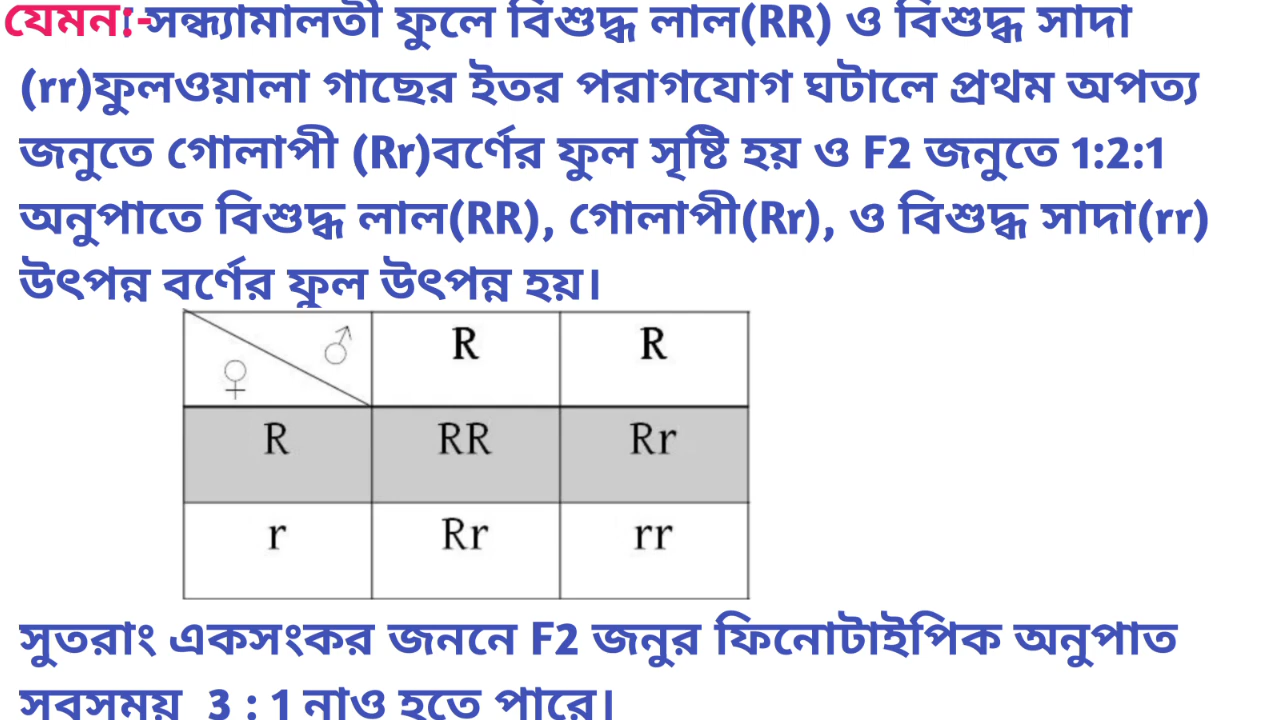 যেমন:- সন্ধ্যামালতী ফুলে বিশুদ্ধ লাল(RR) ও বিশুদ্ধ সাদা
(rr)ফুলওয়ালা গাছের ইতর পরাগযোগ ঘটালে প্রথম অপত্য
জনুতে গোলাপী (Rr)বর্ণের ফুল সৃষ্টি হয় ও F2 জনুতে 1:2:1
অনুপাতে বিশুদ্ধ লাল(RR), গোলাপী(Rr), ও বিশুদ্ধ সাদা(rr)
উৎপন্ন বর্ণের ফুল উৎপন্ন হয়।
♀ ♂ R R
R RR Rr
r Rr rr
সুতরাং একসংকর জননে F2 জনুর ফিনোটাইপিক অনুপাত
সবসময় 3 : 1 নাও হতে পারে।